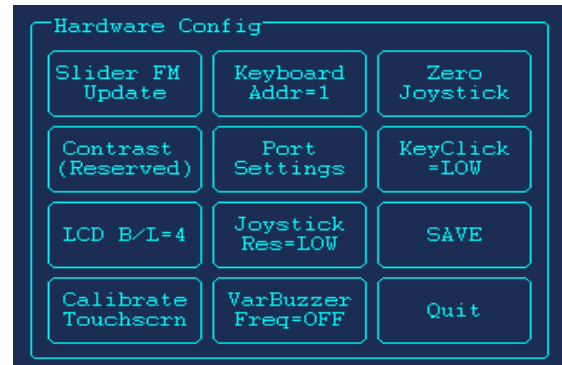 Hardware Config
Slider FM
Update
Keyboard
Addr=1
Zero
Joystick
Contrast
(Reserved)
Port
Settings
KeyClick
=LOW
LCD B/L=4
Joystick
Res=LOW
SAVE
Calibrate
Touchscrn
VarBuzzer
Freq=OFF
Quit